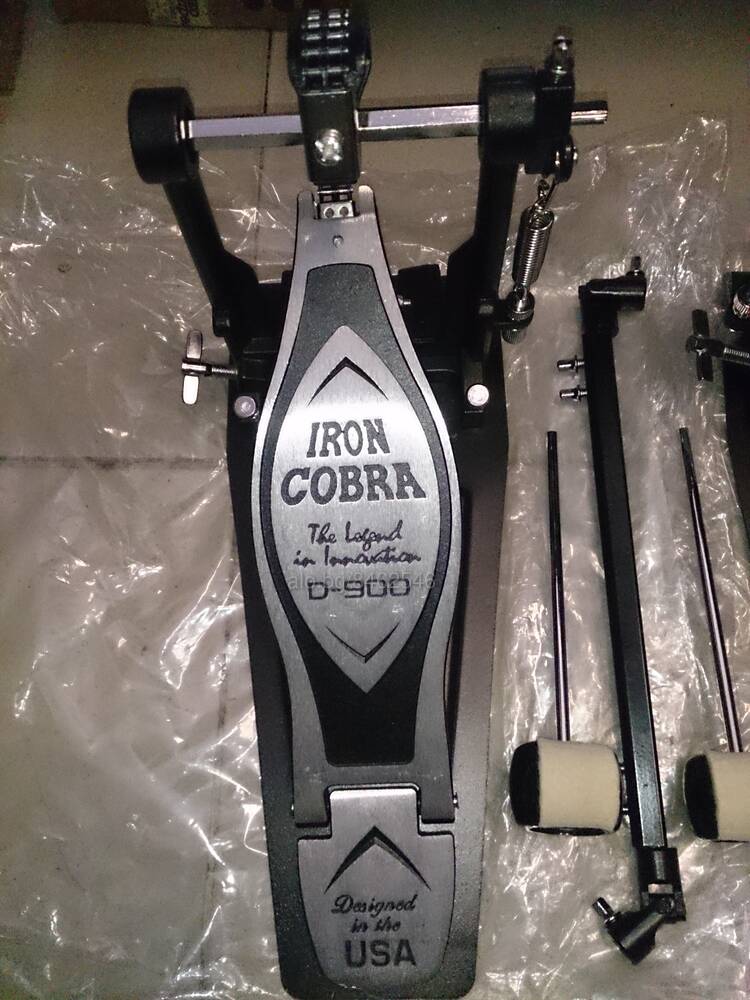 IRON
COBRA
The Legend
in Innovation
D-900
Designed
in the
USA